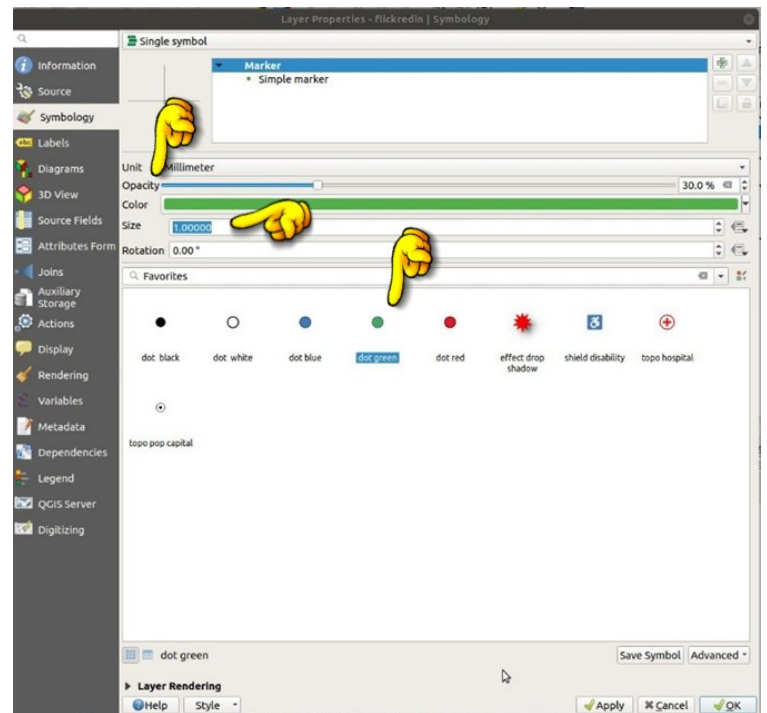 Layer Properties - flickredin | Symbology
Single symbol
Information
Source
Symbology
Labels
Diagrams
3D View
Source Fields
Attributes Form
Joins
Auxiliary
Storage
Actions
Display
Rendering
Variables
Metadata
Dependencies
Legend
QGIS Server
Digitizing
Marker
Simple marker
Unit Millimeter
Opacity 30.0 %
Color
Size 1.00000
Rotation 0.00 °
Favorites
dot black dot white dot blue dot green dot red effect drop shield disability topo hospital
shadow
topo pop capital
dot green Save Symbol Advanced
Layer Rendering
Help Style Apply Cancel OK